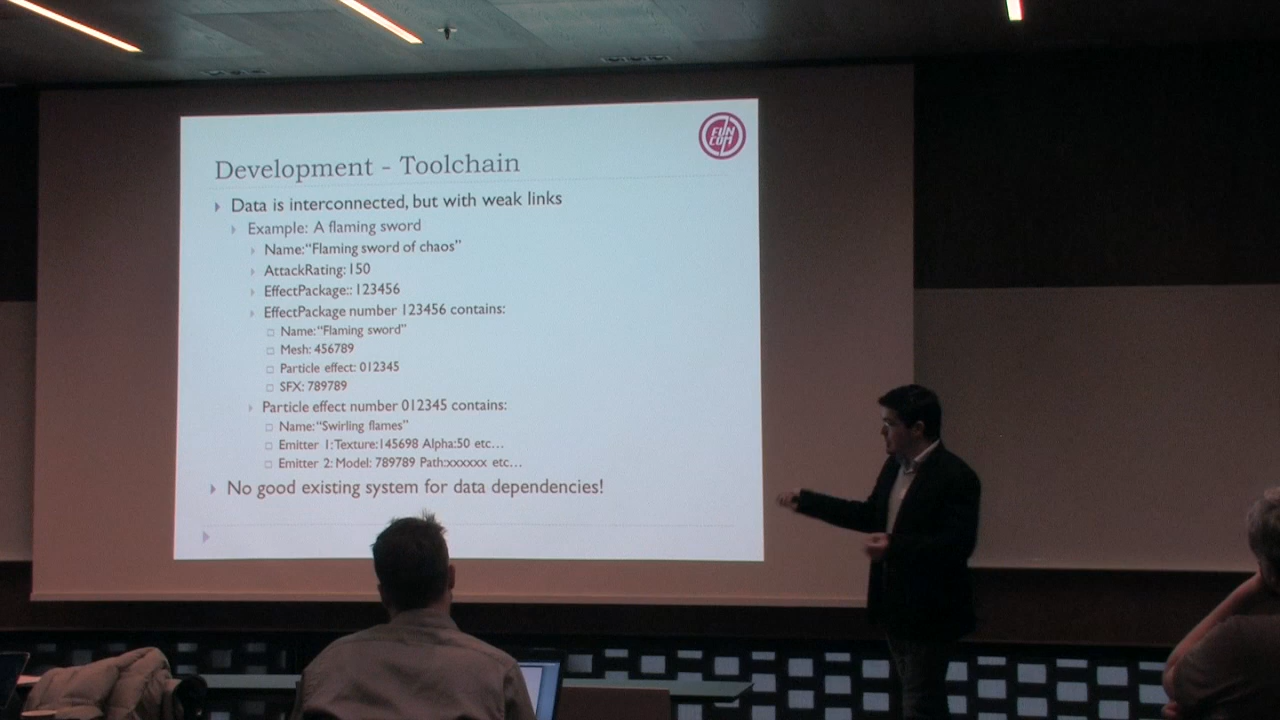 FUN
COM
Development - Toolchain
Data is interconnected, but with weak links
Example: A flaming sword
Name:"Flaming sword of chaos"
AttackRating: 150
EffectPackage:: 123456
EffectPackage number 123456 contains:
Name:"Flaming sword"
Mesh: 456789
Particle effect: 012345
SFX: 789789
Particle effect number 012345 contains:
Name:"Swirling flames"
Emitter 1: Texture:145698 Alpha:50 etc...
Emitter 2: Model: 789789 Path:xxxxxx etc...
No good existing system for data dependencies!